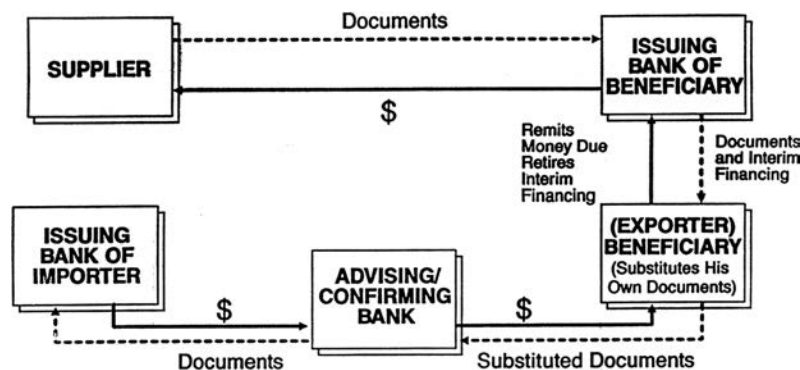 Documents
SUPPLIER
ISSUING
BANK OF
BENEFICIARY
$
Remits
Money Due
Retires
Interim
Financing
Documents
and Interim
Financing
ISSUING
BANK OF
IMPORTER
(EXPORTER)
BENEFICIARY
(Substitutes His
Own Documents)
ADVISING/
CONFIRMING
BANK
$
$
Documents
Substituted Documents